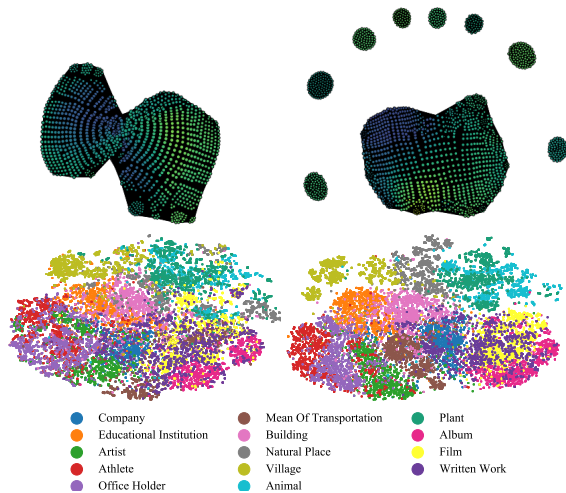 Company
Mean Of Transportation
Plant
Educational Institution
Building
Album
Artist
Natural Place
Film
Athlete
Village
Written Work
Office Holder
Animal